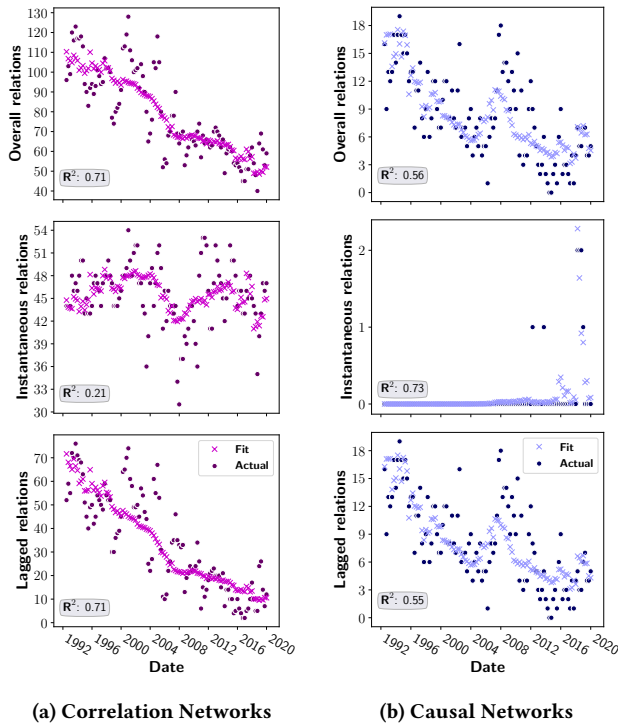 130
120
110
100
90
80
70
60
50
40
Overall relations
R²: 0.71
18
15
12
9
6
3
0
Overall relations
R²: 0.56
54
51
48
45
42
39
36
33
30
Instantaneous relations
R²: 0.21
2
1
0
Instantaneous relations
R²: 0.73
70
60
50
40
30
20
10
0
Lagged relations
Fit
Actual
R²: 0.71
1992 1996 2000 2004 2008 2012 2016 2020
Date
18
15
12
9
6
3
0
Lagged relations
Fit
Actual
R²: 0.55
1992 1996 2000 2004 2008 2012 2016 2020
Date
(a) Correlation Networks
(b) Causal Networks